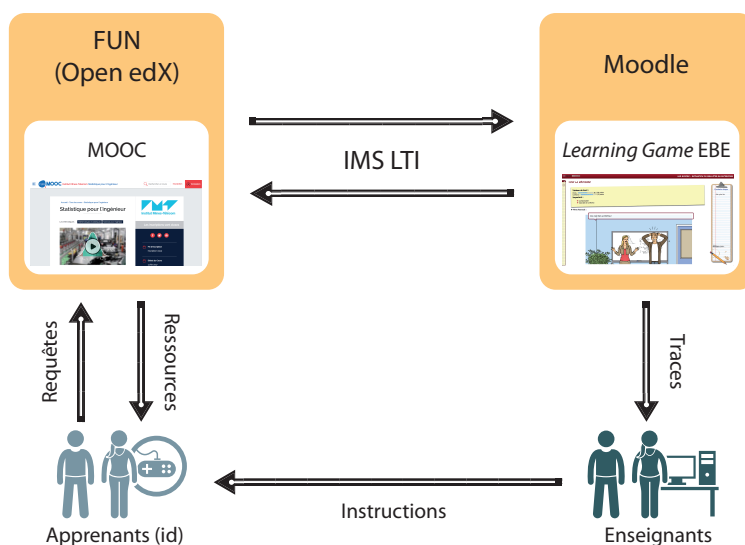 FUN
(Open edX)
Moodle
MOOC
IMS LTI
Learning Game EBE
MOOC
Statistique pour l'ingénieur
Requêtes
Ressources
Traces
Instructions
Apprenants (id)
Enseignants